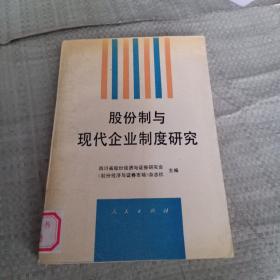 股份制与
现代企业制度研究
四川省股份经济与证券研究会
《股份经济与证券市场》杂志社
主编
人民出版社